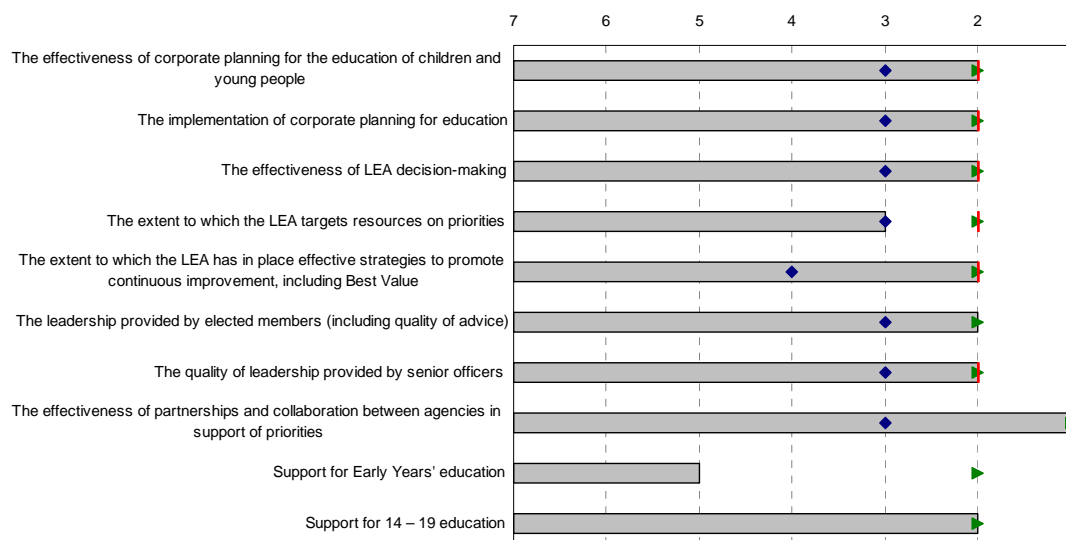 7 6 5 4 3 2
The effectiveness of corporate planning for the education of children and
young people
The implementation of corporate planning for education
The effectiveness of LEA decision-making
The extent to which the LEA targets resources on priorities
The extent to which the LEA has in place effective strategies to promote
continuous improvement, including Best Value
The leadership provided by elected members (including quality of advice)
The quality of leadership provided by senior officers
The effectiveness of partnerships and collaboration between agencies in
support of priorities
Support for Early Years' education
Support for 14 – 19 education